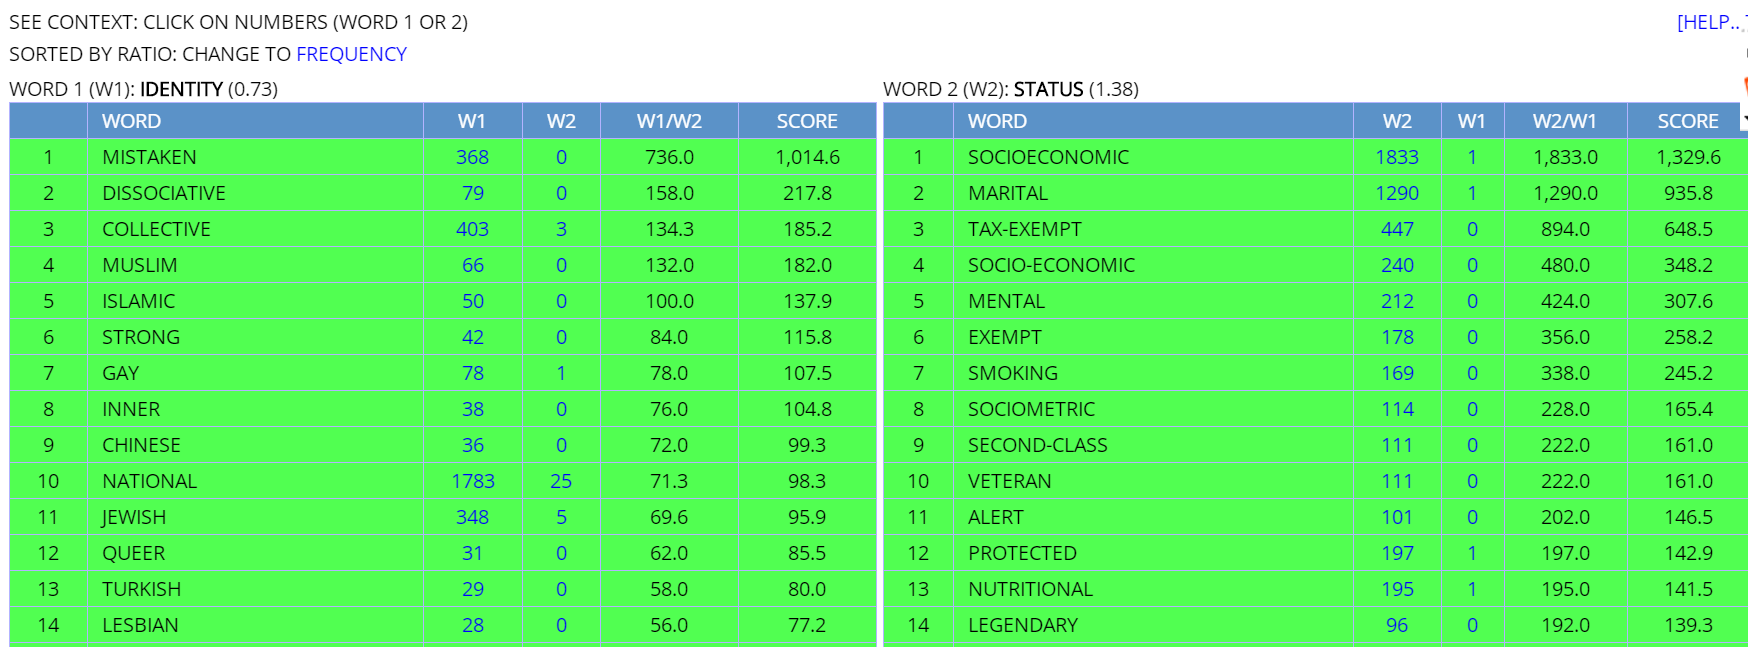 SEE CONTEXT: CLICK ON NUMBERS (WORD 1 OR 2) [HELP...
SORTED BY RATIO: CHANGE TO FREQUENCY
WORD 1 (W1): IDENTITY (0.73) WORD 2 (W2): STATUS (1.38)
WORD W1 W2 W1/W2 SCORE WORD W2 W1 W2/W1 SCORE
1 MISTAKEN 368 0 736.0 1,014.6 1 SOCIOECONOMIC 1833 1 1,833.0 1,329.6
2 DISSOCIATIVE 79 0 158.0 217.8 2 MARITAL 1290 1 1,290.0 935.8
3 COLLECTIVE 403 3 134.3 185.2 3 TAX-EXEMPT 447 0 894.0 648.5
4 MUSLIM 66 0 132.0 182.0 4 SOCIO-ECONOMIC 240 0 480.0 348.2
5 ISLAMIC 50 0 100.0 137.9 5 MENTAL 212 0 424.0 307.6
6 STRONG 42 0 84.0 115.8 6 EXEMPT 178 0 356.0 258.2
7 GAY 78 1 78.0 107.5 7 SMOKING 169 0 338.0 245.2
8 INNER 38 0 76.0 104.8 8 SOCIOMETRIC 114 0 228.0 165.4
9 CHINESE 36 0 72.0 99.3 9 SECOND-CLASS 111 0 222.0 161.0
10 NATIONAL 1783 25 71.3 98.3 10 VETERAN 111 0 222.0 161.0
11 JEWISH 348 5 69.6 95.9 11 ALERT 101 0 202.0 146.5
12 QUEER 31 0 62.0 85.5 12 PROTECTED 197 1 197.0 142.9
13 TURKISH 29 0 58.0 80.0 13 NUTRITIONAL 195 1 195.0 141.5
14 LESBIAN 28 0 56.0 77.2 14 LEGENDARY 96 0 192.0 139.3